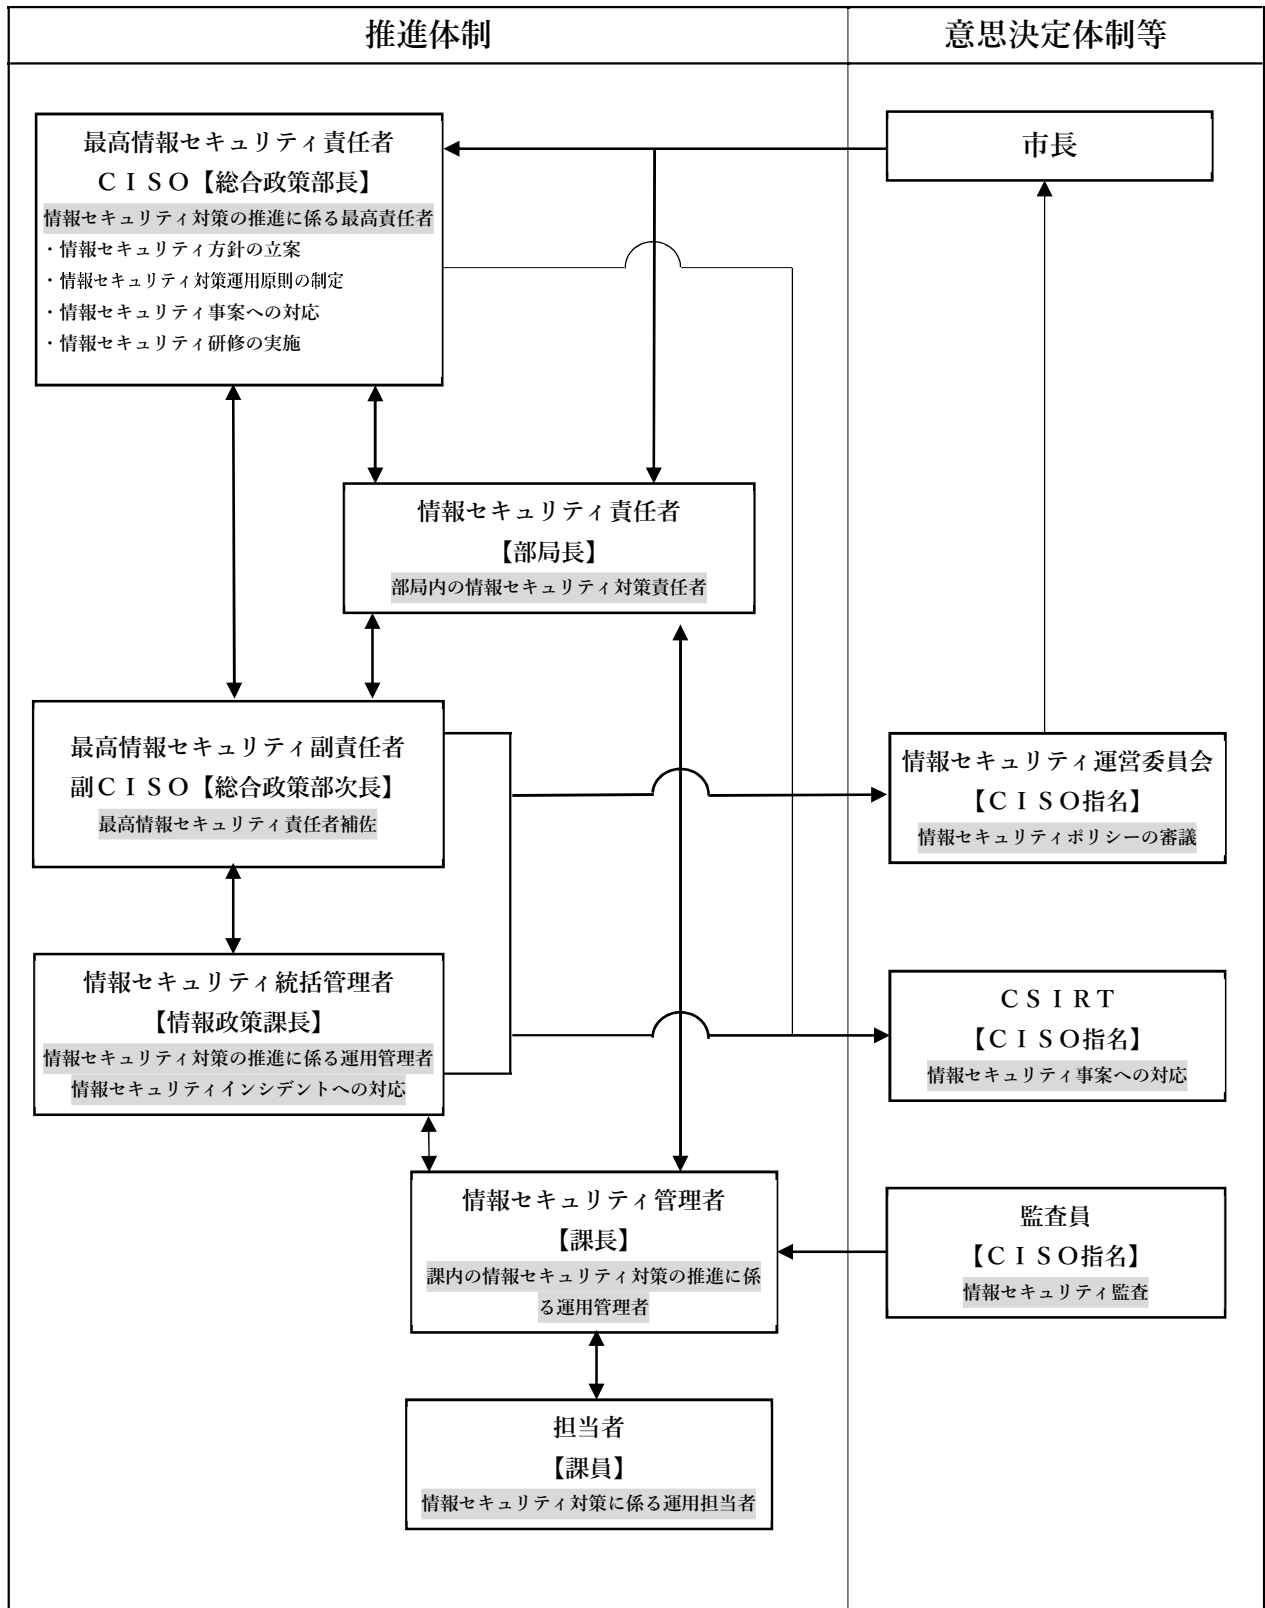 推進体制
意思決定体制等
最高情報セキュリティ責任者
ＣＩＳＯ【総合政策部長】
情報セキュリティ対策の推進に係る最高責任者
・情報セキュリティ方針の立案
・情報セキュリティ対策運用原則の制定
・情報セキュリティ事案への対応
・情報セキュリティ研修の実施
市長
情報セキュリティ責任者
【部局長】
部局内の情報セキュリティ対策責任者
最高情報セキュリティ副責任者
副ＣＩＳＯ【総合政策部次長】
最高情報セキュリティ責任者補佐
情報セキュリティ運営委員会
【ＣＩＳＯ指名】
情報セキュリティポリシーの審議
情報セキュリティ統括管理者
【情報政策課長】
情報セキュリティ対策の推進に係る運用管理者
情報セキュリティインシデントへの対応
ＣＳＩＲＴ
【ＣＩＳＯ指名】
情報セキュリティ事案への対応
情報セキュリティ管理者
【課長】
課内の情報セキュリティ対策の推進に係
る運用管理者
監査員
【ＣＩＳＯ指名】
情報セキュリティ監査
担当者
【課員】
情報セキュリティ対策に係る運用担当者